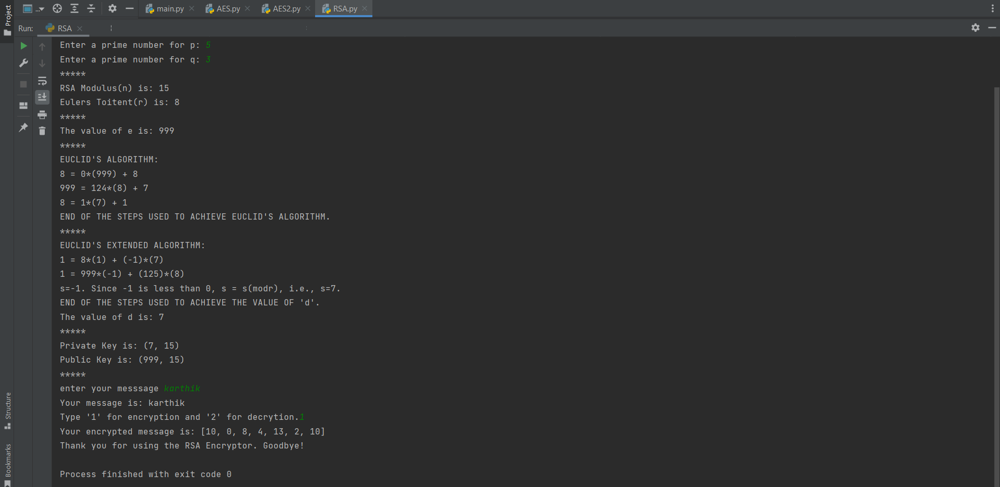 Project
...
main.py
AES.py
AES2.py
RSA.py
Run:
RSA
Enter a prime number for p: 5
Enter a prime number for q: 3
*****
RSA Modulus(n) is: 15
Eulers Toitent(r) is: 8
*****
The value of e is: 999
*****
EUCLID'S ALGORITHM:
8 = 0*(999) + 8
999 = 124*(8) + 7
8 = 1*(7) + 1
END OF THE STEPS USED TO ACHIEVE EUCLID'S ALGORITHM.
*****
EUCLID'S EXTENDED ALGORITHM:
1 = 8*(1) + (-1)*(7)
1 = 999*(-1) + (125)*(8)
s=-1. Since -1 is less than 0, s = s(modr), i.e., s=7.
END OF THE STEPS USED TO ACHIEVE THE VALUE OF 'd'.
The value of d is: 7
*****
Private Key is: (7, 15)
Public Key is: (999, 15)
*****
enter your messsage karthik
Your message is: karthik
Type '1' for encryption and '2' for decrytion.1
Your encrypted message is: [10, 0, 8, 4, 13, 2, 10]
Thank you for using the RSA Encryptor. Goodbye!
Process finished with exit code 0
Structure
Bookmarks